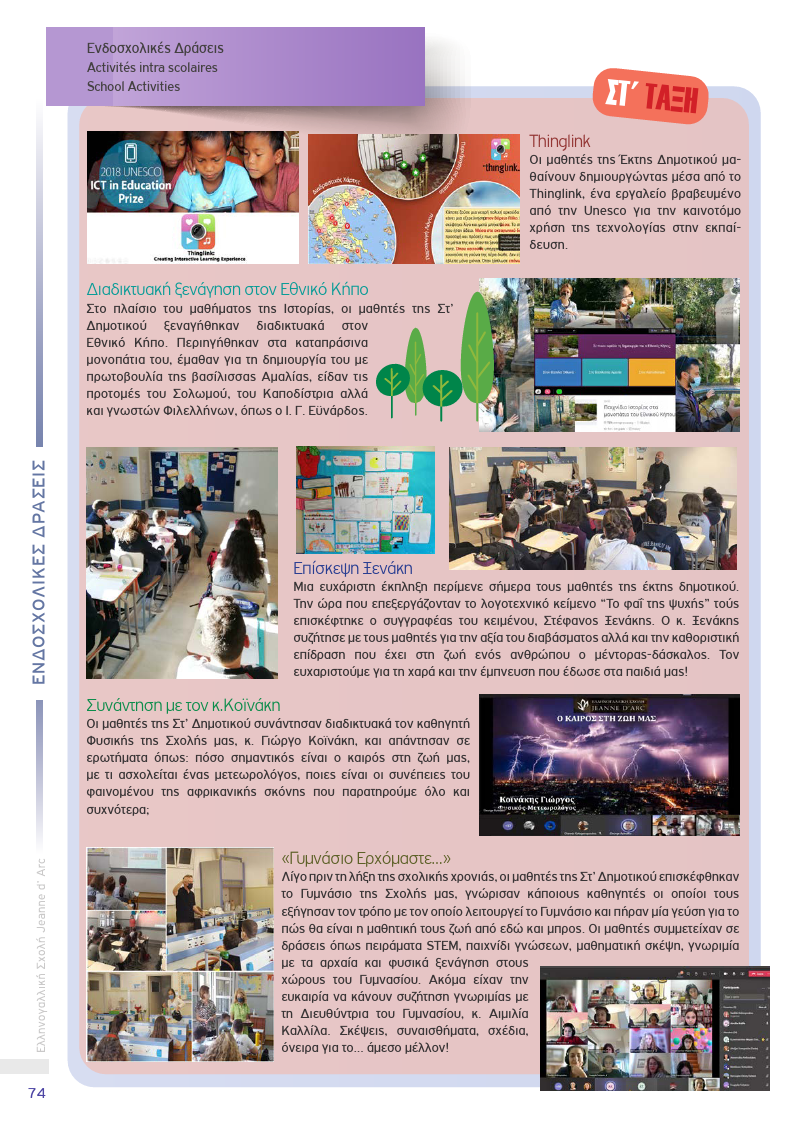 Ενδοσχολικές Δράσεις
Activités intra scolaires
School Activities
ΣΤ΄ ΤΑΞΗ
2018 UNESCO
ICT in Education
Prize
Thinglink:
Creating Interactive Learning Experience
Διαδραστικός Χάρτης
thinglink.
Thinglink
Οι μαθητές της Έκτης Δημοτικού μα-
θαίνουν δημιουργώντας μέσα από το
Thinglink, ένα εργαλείο βραβευμένο
από την Unesco για την καινοτόμο
χρήση της τεχνολογίας στην εκπαί-
δευση.
Διαδικτυακή ξενάγηση στον Εθνικό Κήπο
Στο πλαίσιο του μαθήματος της Ιστορίας, οι μαθητές της Στ’
Δημοτικού ξεναγήθηκαν διαδικτυακά στον
Εθνικό Κήπο. Περιηγήθηκαν στα καταπράσινα
μονοπάτια του, έμαθαν για τη δημιουργία του με
πρωτοβουλία της βασίλισσας Αμαλίας, είδαν τις
προτομές του Σολωμού, του Καποδίστρια αλλά
και γνωστών Φιλελλήνων, όπως ο Ι. Γ. Εϋνάρδος.
Παιχνίδι Ιστορίας στα
μονοπάτια του Εθνικού Κήπου
Επίσκεψη Ξενάκη
Μια ευχάριστη έκπληξη περίμενε σήμερα τους μαθητές της έκτης δημοτικού.
Την ώρα που επεξεργάζονταν το λογοτεχνικό κείμενο “Το φαΐ της ψυχής” τούς
επισκέφτηκε ο συγγραφέας του κειμένου, Στέφανος Ξενάκης. Ο κ. Ξενάκης
συζήτησε με τους μαθητές για την αξία του διαβάσματος αλλά και την καθοριστική
επίδραση που έχει στη ζωή ενός ανθρώπου ο μέντορας-δάσκαλος. Τον
ευχαριστούμε για τη χαρά και την έμπνευση που έδωσε στα παιδιά μας!
Συνάντηση με τον κ.Κοϊνάκη
Οι μαθητές της Στ’ Δημοτικού συνάντησαν διαδικτυακά τον καθηγητή
Φυσικής της Σχολής μας, κ. Γιώργο Κοϊνάκη, και απάντησαν σε
ερωτήματα όπως: πόσο σημαντικός είναι ο καιρός στη ζωή μας,
με τι ασχολείται ένας μετεωρολόγος, ποιες είναι οι συνέπειες του
φαινομένου της αφρικανικής σκόνης που παρατηρούμε όλο και
συχνότερα;
ΕΛΛΗΝΟΓΑΛΛΙΚΗ ΣΧΟΛΗ
JEANNE D’ ARC
Ο ΚΑΙΡΟΣ ΣΤΗ ΖΩΗ ΜΑΣ
Κοϊνάκης Γιώργος
Φυσικός Μετεωρολόγος
«Γυμνάσιο Ερχόμαστε...»
Λίγο πριν τη λήξη της σχολικής χρονιάς, οι μαθητές της Στ’ Δημοτικού επισκέφθηκαν
το Γυμνάσιο της Σχολής μας, γνώρισαν κάποιους καθηγητές οι οποίοι τους
εξήγησαν τον τρόπο με τον οποίο λειτουργεί το Γυμνάσιο και πήραν μία γεύση για το
πώς θα είναι η μαθητική τους ζωή από εδώ και μπρος. Οι μαθητές συμμετείχαν σε
δράσεις όπως πειράματα STEM, παιχνίδι γνώσεων, μαθηματική σκέψη, γνωριμία
με τα αρχαία και φυσικά ξενάγηση στους
χώρους του Γυμνασίου. Ακόμα είχαν την
ευκαιρία να κάνουν συζήτηση γνωριμίας με
τη Διευθύντρια του Γυμνασίου, κ. Αιμιλία
Καλλίλα. Σκέψεις, συναισθήματα, σχέδια,
όνειρα για το... άμεσο μέλλον!
ΕΝΔΟΣΧΟΛΙΚΕΣ ΔΡΑΣΕΙΣ
Ελληνογαλλική Σχολή Jeanne d’ Arc
74